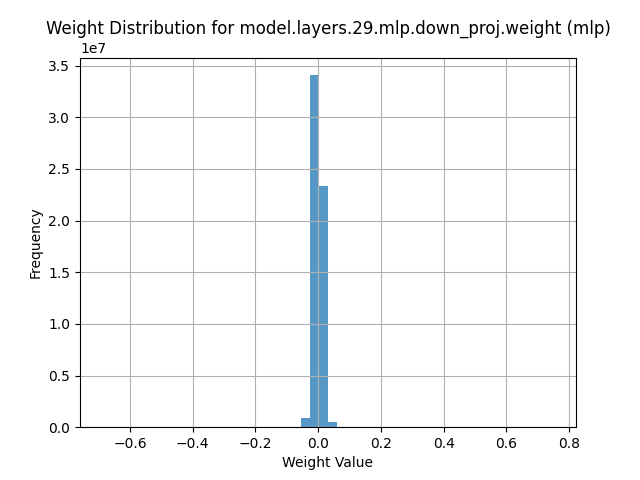 Weight Distribution for model.layers.29.mlp.down_proj.weight (mlp)
1e7
3.5
3.0
2.5
2.0
1.5
1.0
0.5
0.0
Frequency
−0.6 −0.4 −0.2 0.0 0.2 0.4 0.6 0.8
Weight Value